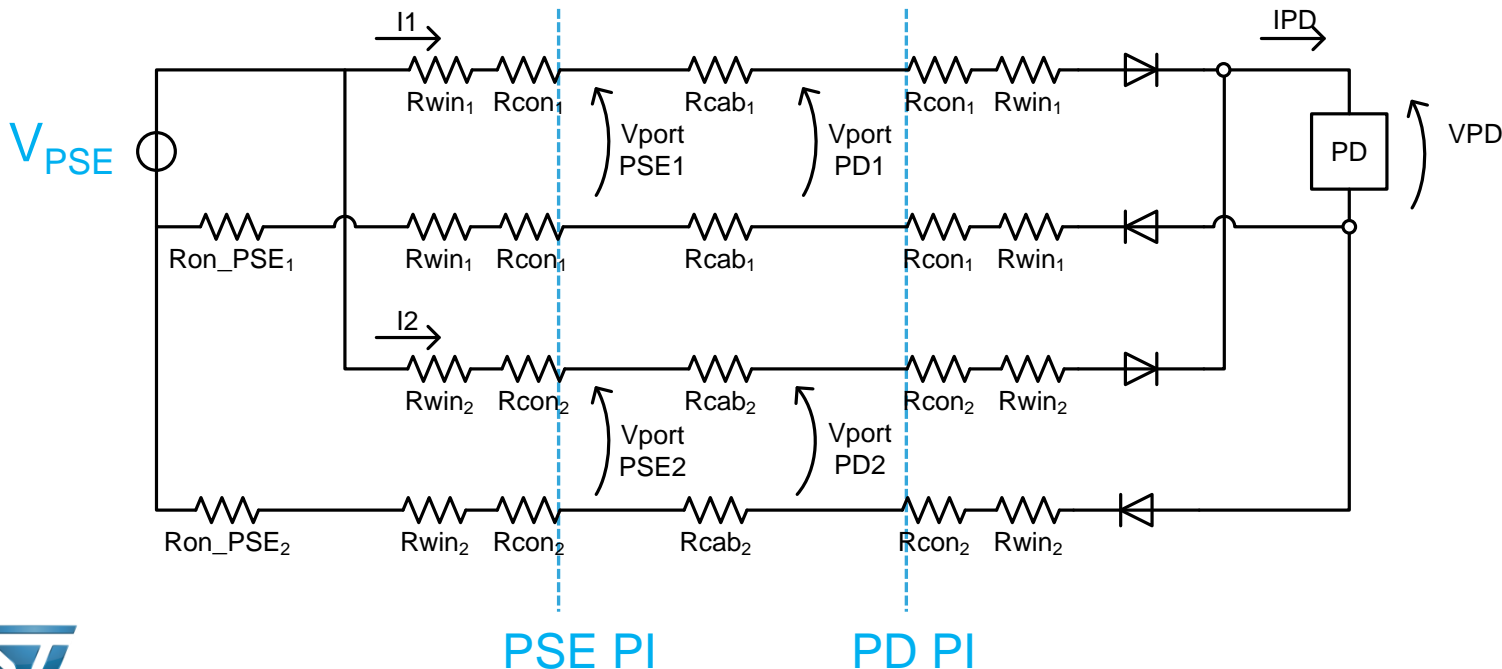 I1
IPD
Rwin₁ Rcon₁ Rcab₁ Rcon₁ Rwin₁
Vport
PSE1
Vport
PD1
V_PSE
PD
VPD
Ron_PSE₁ Rwin₁ Rcon₁ Rcab₁ Rcon₁ Rwin₁
I2
Rwin₂ Rcon₂ Rcab₂ Rcon₂ Rwin₂
Vport
PSE2
Vport
PD2
Ron_PSE₂ Rwin₂ Rcon₂ Rcab₂ Rcon₂ Rwin₂
PSE PI PD PI